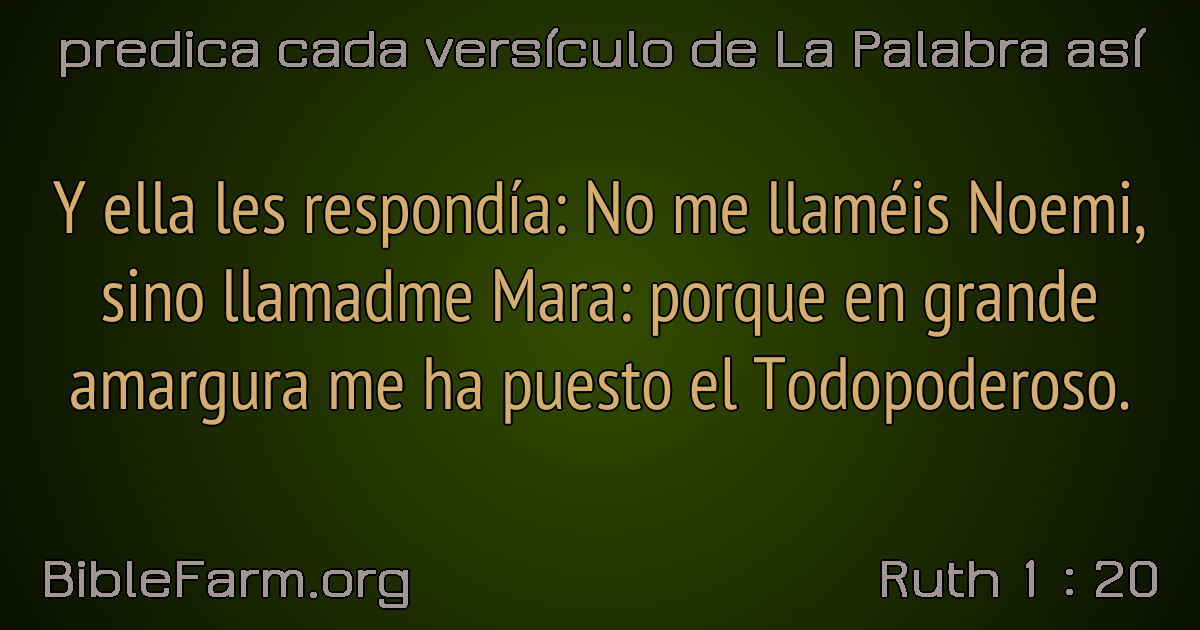 predica cada versículo de La Palabra así
Y ella les respondía: No me llaméis Noemi,
sino llamadme Mara: porque en grande
amargura me ha puesto el Todopoderoso.
BibleFarm.org
Ruth 1 : 20